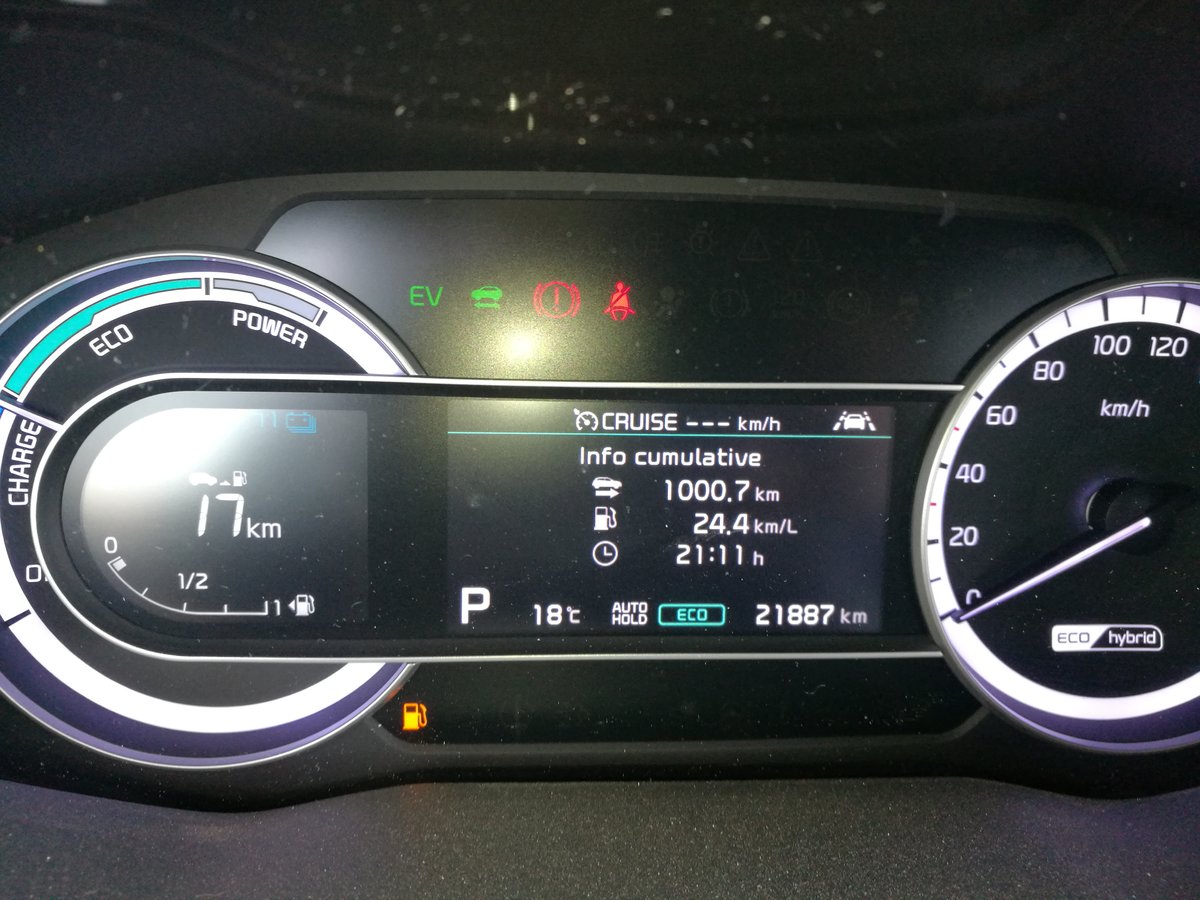 EV
ECO
POWER
CHARGE
100 120
80
60
40
20
0
km/h
CRUISE --- km/h
Info cumulative
1000.7 km
24.4 km/L
21:11 h
17 km
0
1/2
1
P
18℃
AUTO HOLD
ECO
21887 km
ECO hybrid